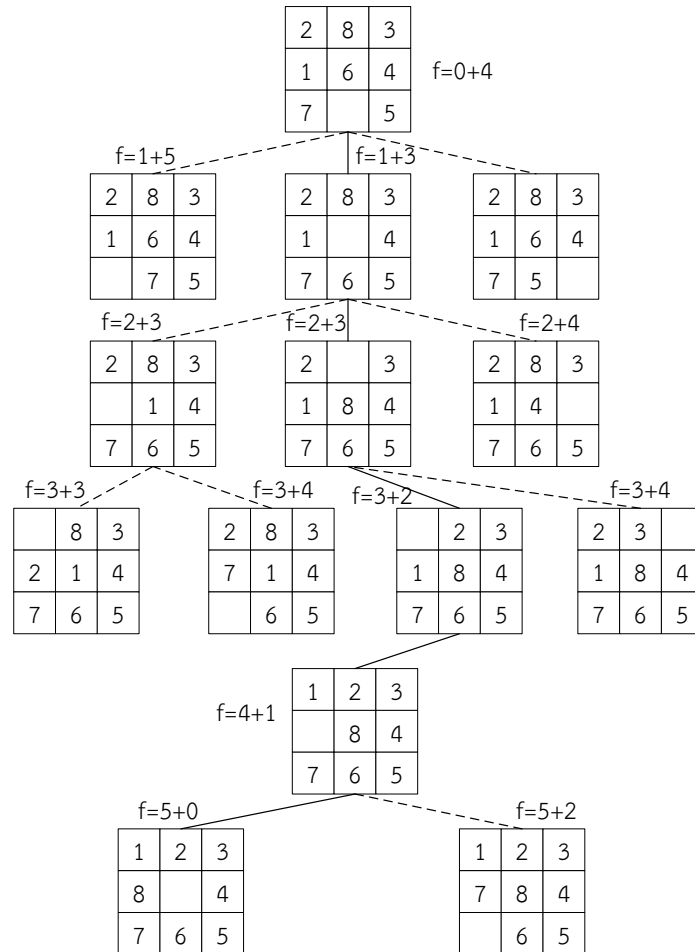 2 8 3
1 6 4
f=0+4
7 5
f=1+5
f=1+3
2 8 3
2 8 3
2 8 3
1 6 4
1 4
1 6 4
7 5
7 6 5
7 5
f=2+3
f=2+3
f=2+4
2 8 3
2 3
2 8 3
1 4
1 8 4
1 4
7 6 5
7 6 5
7 6 5
f=3+3
f=3+4
f=3+2
f=3+4
8 3
2 8 3
2 3
2 3
2 1 4
7 1 4
1 8 4
1 8 4
7 6 5
6 5
7 6 5
7 6 5
1 2 3
f=4+1
8 4
7 6 5
f=5+0
f=5+2
1 2 3
1 2 3
8 4
7 8 4
7 6 5
6 5